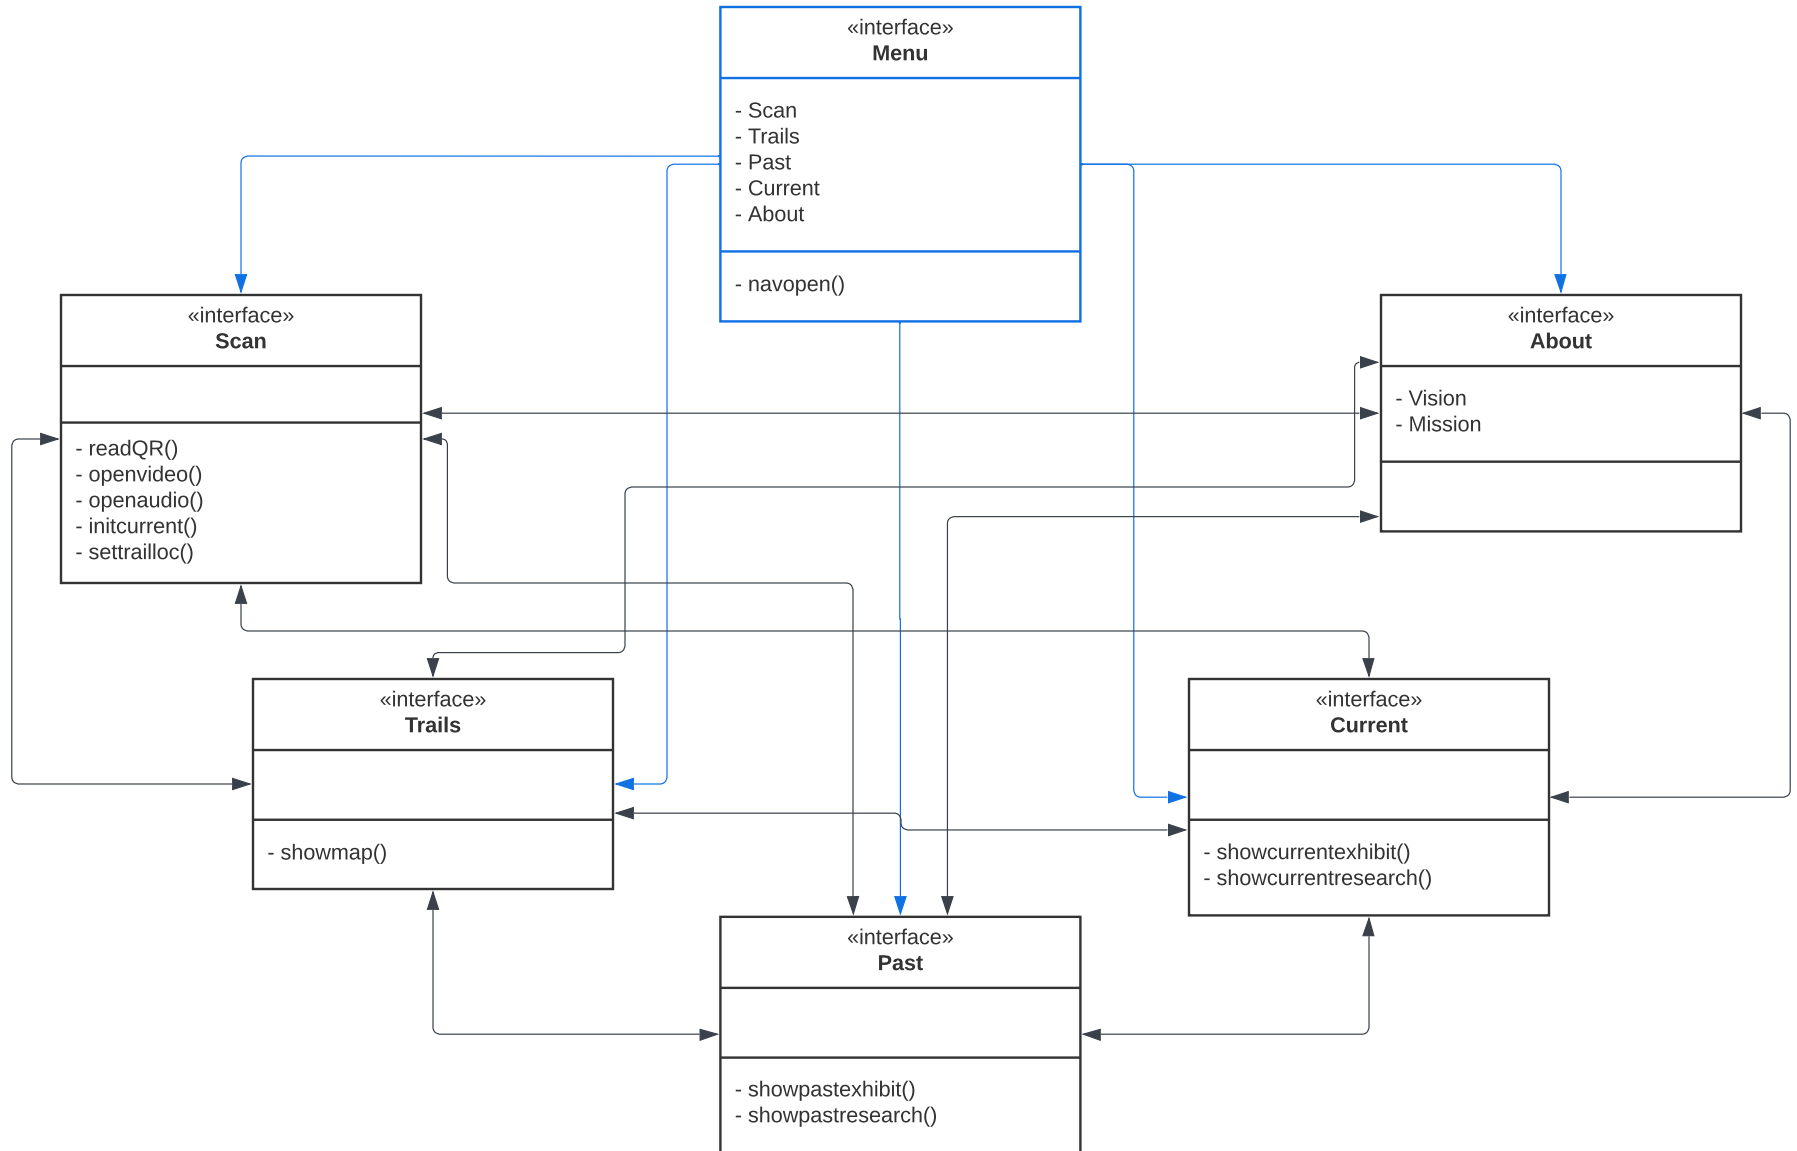 «interface»
Menu
- Scan
- Trails
- Past
- Current
- About
- navopen()
«interface»
Scan
- readQR()
- openvideo()
- openaudio()
- initcurrent()
- settrailloc()
«interface»
About
- Vision
- Mission
«interface»
Trails
- showmap()
«interface»
Current
- showcurrentexhibit()
- showcurrentresearch()
«interface»
Past
- showpastexhibit()
- showpastresearch()